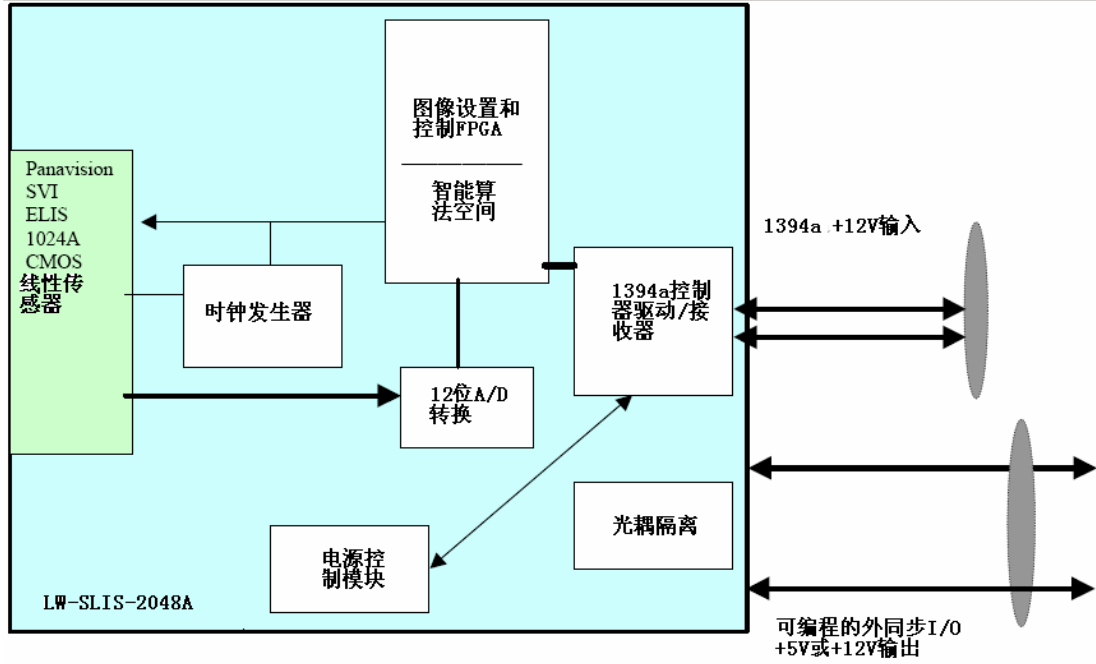 图像设置和
控制FPGA
智能算
法空间
Panavision
SVI
ELIS
1024A
CMOS
线性传
感器
时钟发生器
12位A/D
转换
1394a控制
器驱动/接
收器
1394a +12V输入
光耦隔离
电源控
制模块
LW-SLIS-2048A
可编程的外同步I/O
+5V或+12V输出